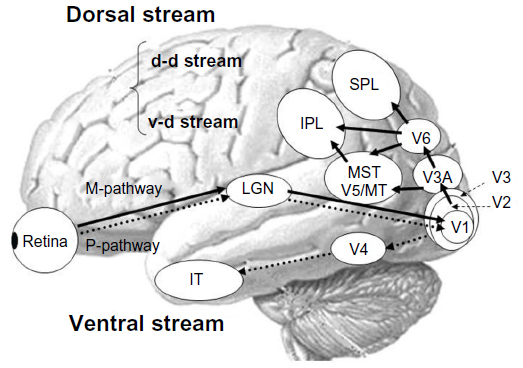 Dorsal stream
d-d stream
v-d stream
SPL
IPL
V6
MST
V5/MT
V3A
V3
V2
V1
M-pathway
LGN
Retina
P-pathway
V4
IT
Ventral stream